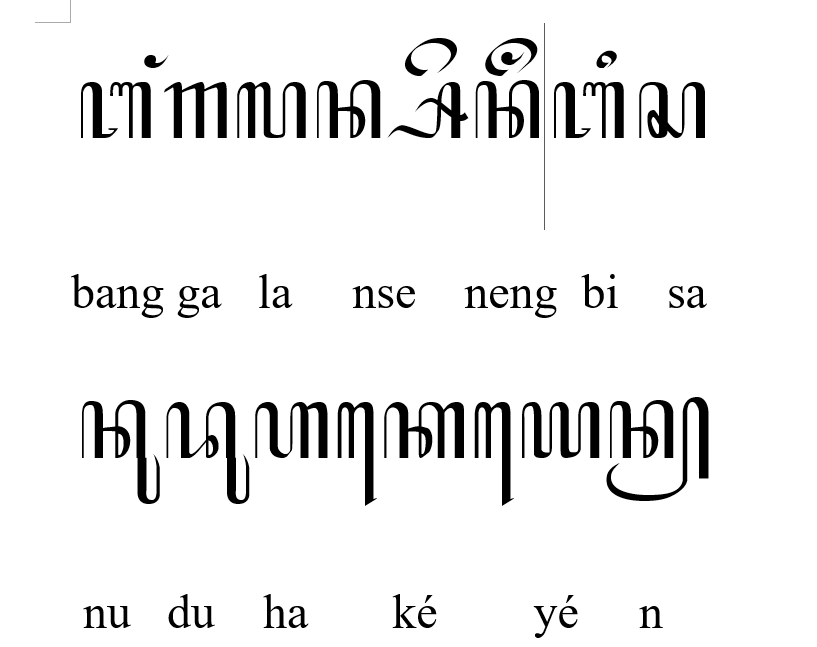 ꦧꦁꦒꦭꦤ꧀ꦱꦼꦤꦼꦁꦧꦶꦱ
bang ga la nse neng bi sa
ꦤꦸꦢꦸꦲꦏꦺꦪꦺꦤ꧀
nu du ha ké yé n